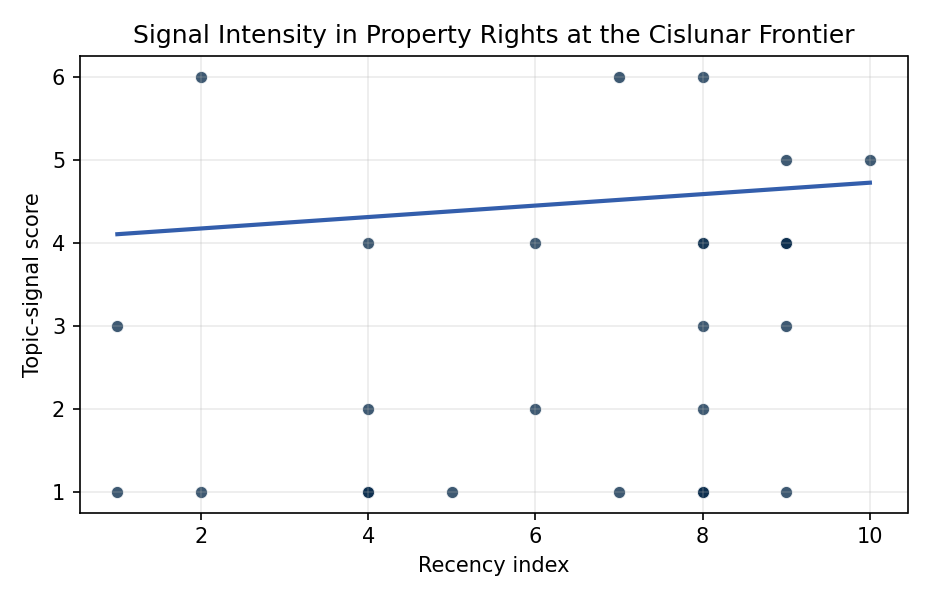 Signal Intensity in Property Rights at the Cislunar Frontier
6
5
4
3
2
1
Topic-signal score
2 4 6 8 10
Recency index